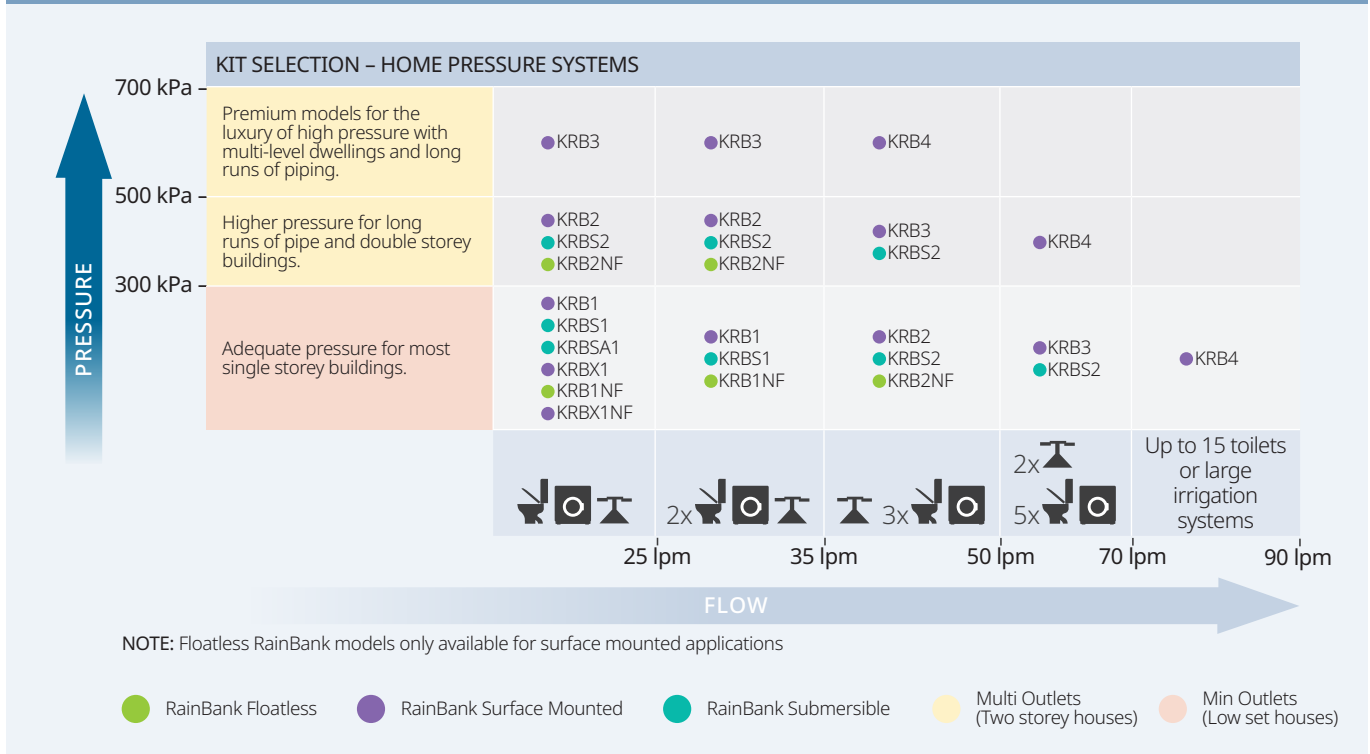 KIT SELECTION – HOME PRESSURE SYSTEMS
700 kPa
Premium models for the
luxury of high pressure with
multi-level dwellings and long
runs of piping.
KRB3
KRB3
KRB4
500 kPa
Higher pressure for long
runs of pipe and double storey
buildings.
KRB2
KRBS2
KRB2NF
KRB2
KRBS2
KRB2NF
KRB3
KRBS2
KRB4
300 kPa
Adequate pressure for most
single storey buildings.
KRB1
KRBS1
KRBSA1
KRBX1
KRB1NF
KRBX1NF
KRB1
KRBS1
KRB1NF
KRB2
KRBS2
KRB2NF
KRB3
KRBS2
KRB4
PRESSURE
2x
3x
2x
5x
Up to 15 toilets
or large
irrigation
systems
25 lpm
35 lpm
50 lpm
70 lpm
90 lpm
FLOW
NOTE: Floatless RainBank models only available for surface mounted applications
RainBank Floatless
RainBank Surface Mounted
RainBank Submersible
Multi Outlets
(Two storey houses)
Min Outlets
(Low set houses)